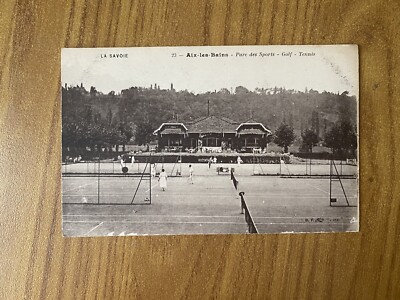 LA SAVOIE
22 - Aix-les-Bains - Parc des Sports - Golf - Tennis